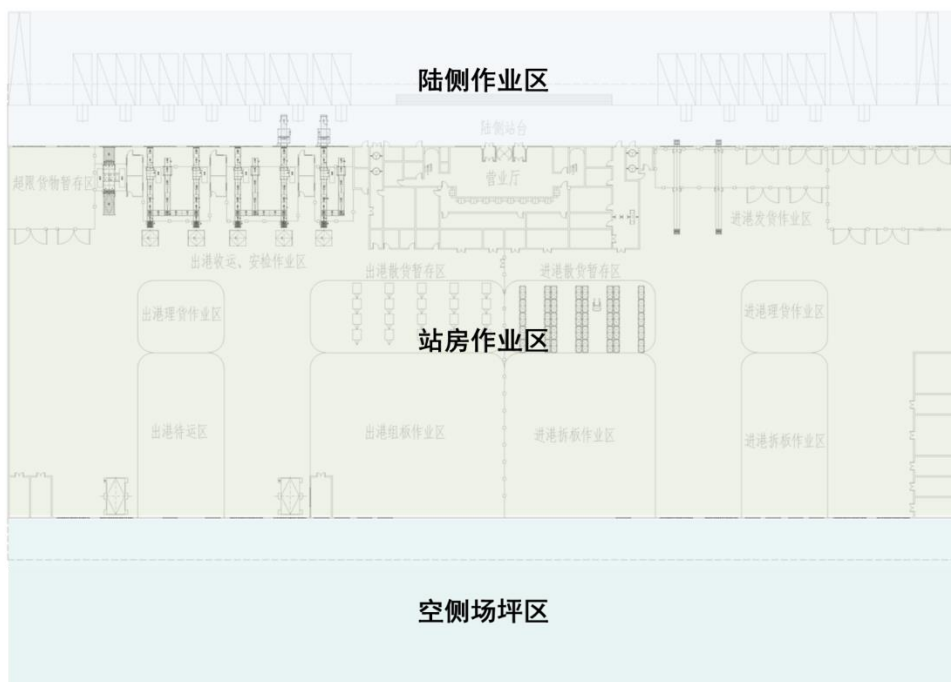 陆侧作业区
陆侧站台
营业厅
超限货物暂存区
进港发货作业区
出港收运、安检作业区
出港散货暂存区
进港散货暂存区
出港理货作业区
进港理货作业区
站房作业区
出港待运区
出港组板作业区
进港拆板作业区
进港拆板作业区
空侧场坪区